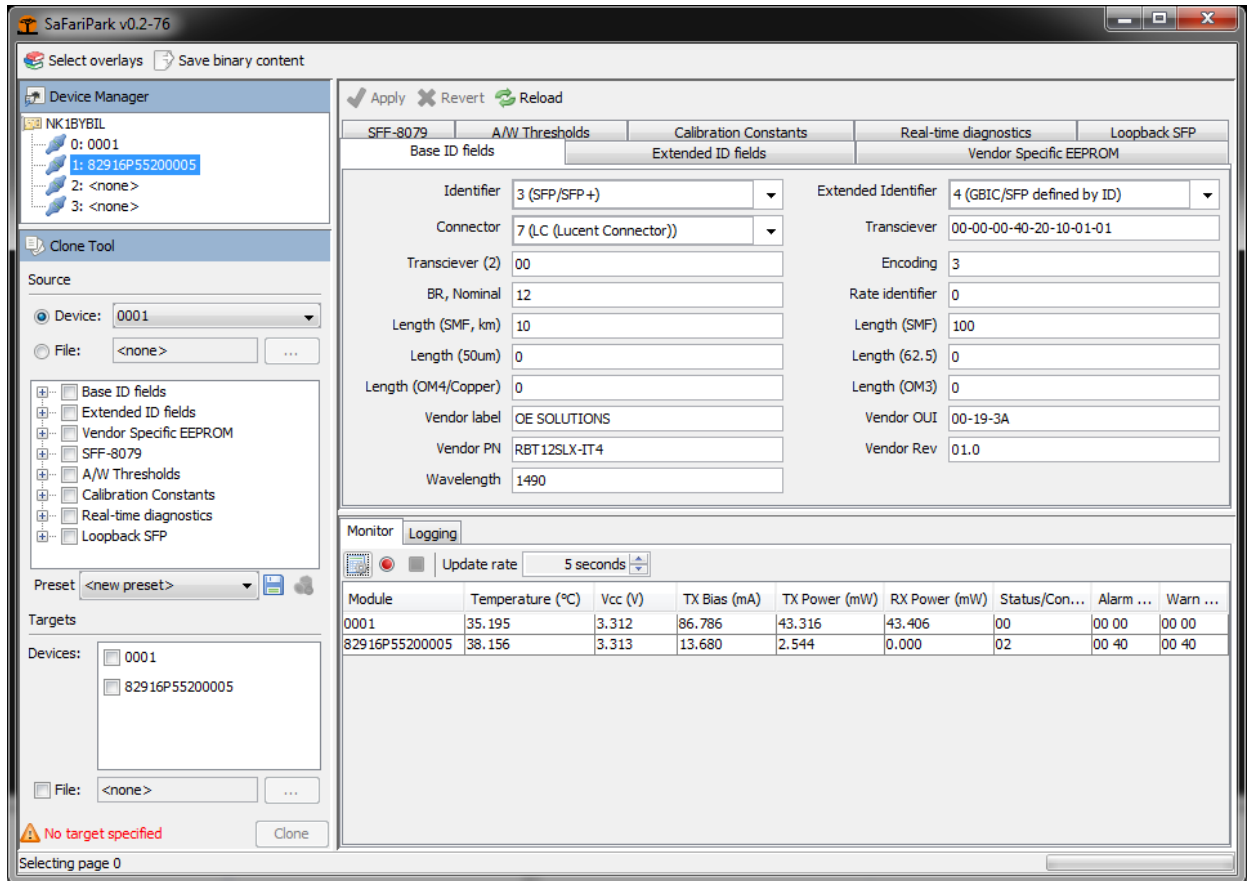 SaFariPark v0.2-76
Select overlays Save binary content
Device Manager
NK1BYBIL
0: 0001
1: 82916P55200005
2: <none>
3: <none>
Clone Tool
Source
Device: 0001
File: <none> ...
Base ID fields
Extended ID fields
Vendor Specific EEPROM
SFF-8079
A/W Thresholds
Calibration Constants
Real-time diagnostics
Loopback SFP
Preset <new preset>
Targets
Devices: 0001
82916P55200005
File: <none> ...
No target specified Clone
Apply Revert Reload
SFF-8079 A/W Thresholds Calibration Constants Real-time diagnostics Loopback SFP
Base ID fields Extended ID fields Vendor Specific EEPROM
Identifier 3 (SFP/SFP+) Extended Identifier 4 (GBIC/SFP defined by ID)
Connector 7 (LC (Lucent Connector)) Transciever 00-00-00-40-20-10-01-01
Transciever (2) 00 Encoding 3
BR, Nominal 12 Rate identifier 0
Length (SMF, km) 10 Length (SMF) 100
Length (50um) 0 Length (62.5) 0
Length (OM4/Copper) 0 Length (OM3) 0
Vendor label OE SOLUTIONS Vendor OUI 00-19-3A
Vendor PN RBT12SLX-IT4 Vendor Rev 01.0
Wavelength 1490
Monitor Logging
Update rate 5 seconds
Module Temperature (°C) Vcc (V) TX Bias (mA) TX Power (mW) RX Power (mW) Status/Con... Alarm ... Warn ...
0001 35.195 3.312 86.786 43.316 43.406 00 00 00 00 00
82916P55200005 38.156 3.313 13.680 2.544 0.000 02 00 40 00 40
Selecting page 0